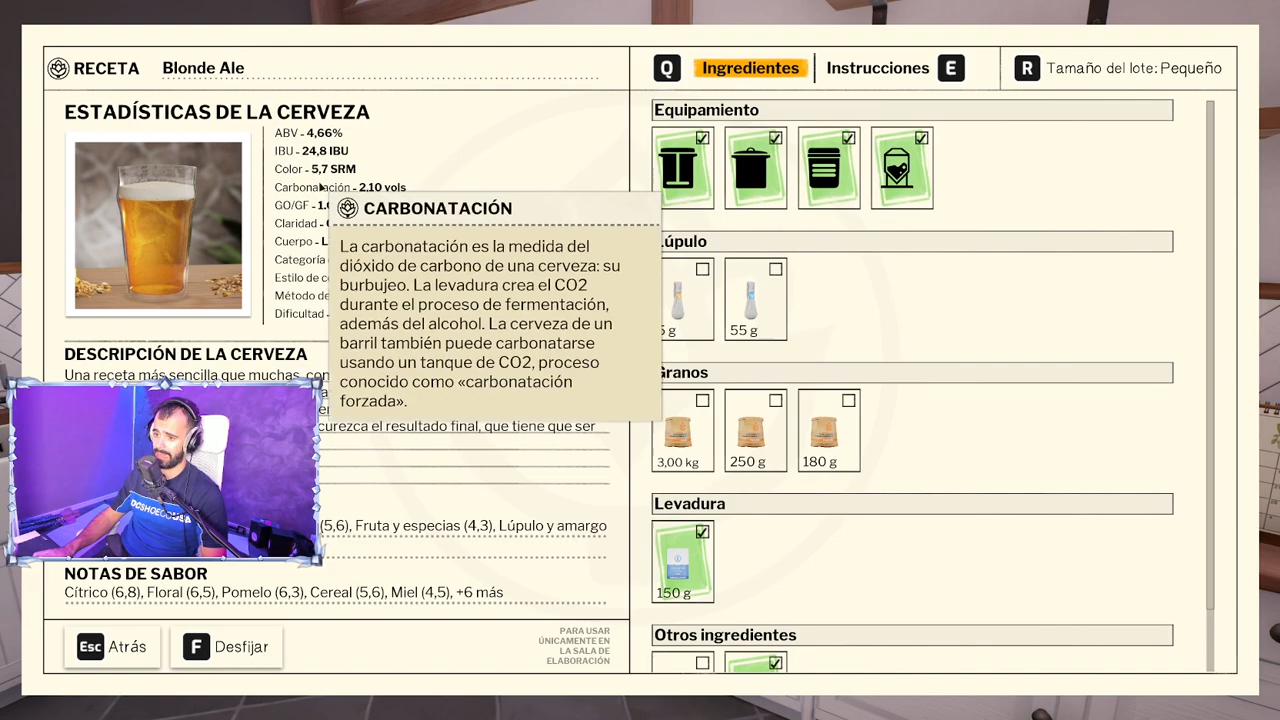 RECETA Blonde Ale
ESTADÍSTICAS DE LA CERVEZA
ABV - 4,66%
IBU - 24,8 IBU
Color - 5,7 SRM
Carbonatación - 2,10 vols
GO/GF - 1.
Claridad -
Cuerpo - L
Categoría
Estilo de c
Método de
Dificultad -
CARBONATACIÓN
La carbonatación es la medida del
dióxido de carbono de una cerveza: su
burbujeo. La levadura crea el CO2
durante el proceso de fermentación,
además del alcohol. La cerveza de un
barril también puede carbonatarse
usando un tanque de CO2, proceso
conocido como «carbonatación
forzada».
DESCRIPCIÓN DE LA CERVEZA
Una receta más sencilla que muchas, con
curezca el resultado final, que tiene que ser
(5,6), Fruta y especias (4,3), Lúpulo y amargo
NOTAS DE SABOR
Cítrico (6,8), Floral (6,5), Pomelo (6,3), Cereal (5,6), Miel (4,5), +6 más
Esc Atrás
F Desfijar
PARA USAR
ÚNICAMENTE EN
LA SALA DE
ELABORACIÓN
Q Ingredientes Instrucciones E
R Tamaño del lote: Pequeño
Equipamiento
Lúpulo
5 g
55 g
Granos
3,00 kg
250 g
180 g
Levadura
150 g
Otros ingredientes
DCSHOECOUSA